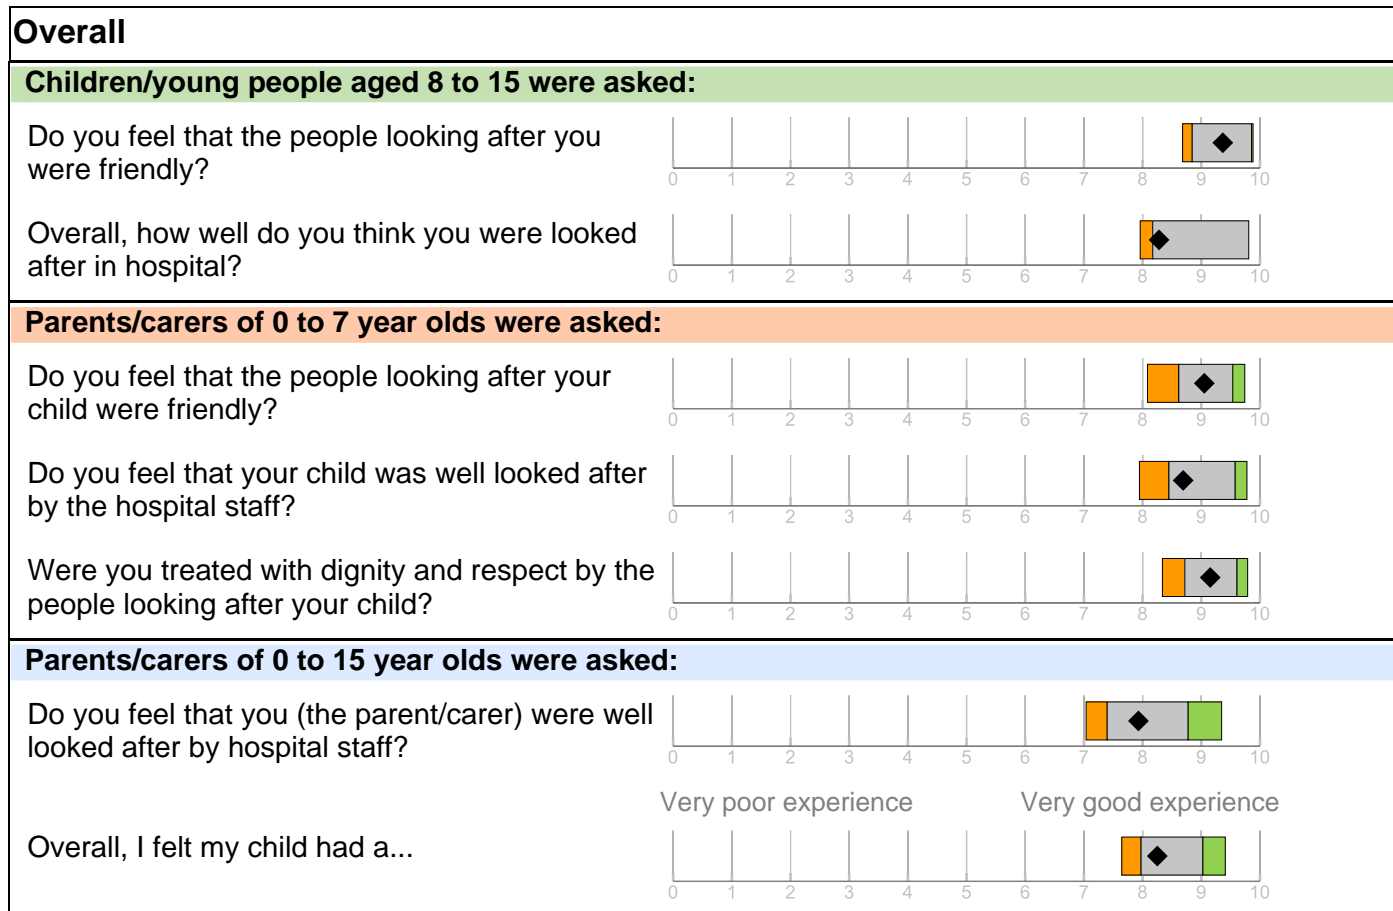 Overall
Children/young people aged 8 to 15 were asked:
Do you feel that the people looking after you
were friendly?
0 1 2 3 4 5 6 7 8 9 10
Overall, how well do you think you were looked
after in hospital?
0 1 2 3 4 5 6 7 8 9 10
Parents/carers of 0 to 7 year olds were asked:
Do you feel that the people looking after your
child were friendly?
0 1 2 3 4 5 6 7 8 9 10
Do you feel that your child was well looked after
by the hospital staff?
0 1 2 3 4 5 6 7 8 9 10
Were you treated with dignity and respect by the
people looking after your child?
0 1 2 3 4 5 6 7 8 9 10
Parents/carers of 0 to 15 year olds were asked:
Do you feel that you (the parent/carer) were well
looked after by hospital staff?
0 1 2 3 4 5 6 7 8 9 10
Very poor experience Very good experience
Overall, I felt my child had a...
0 1 2 3 4 5 6 7 8 9 10